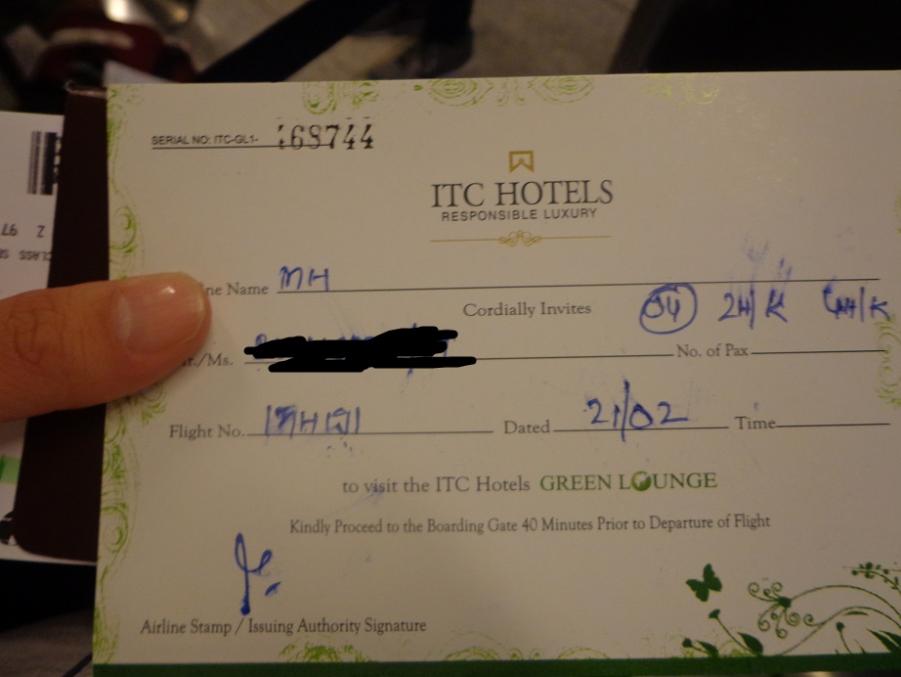 SERIAL NO: ITC-GL1- 168744
ITC HOTELS
RESPONSIBLE LUXURY
ne Name MH
Cordially Invites 04 2H/K
/Ms. No. of Pax
Flight No. Dated 21/02 Time
to visit the ITC Hotels GREEN LOUNGE
Kindly Proceed to the Boarding Gate 40 Minutes Prior to Departure of Flight
Airline Stamp / Issuing Authority Signature